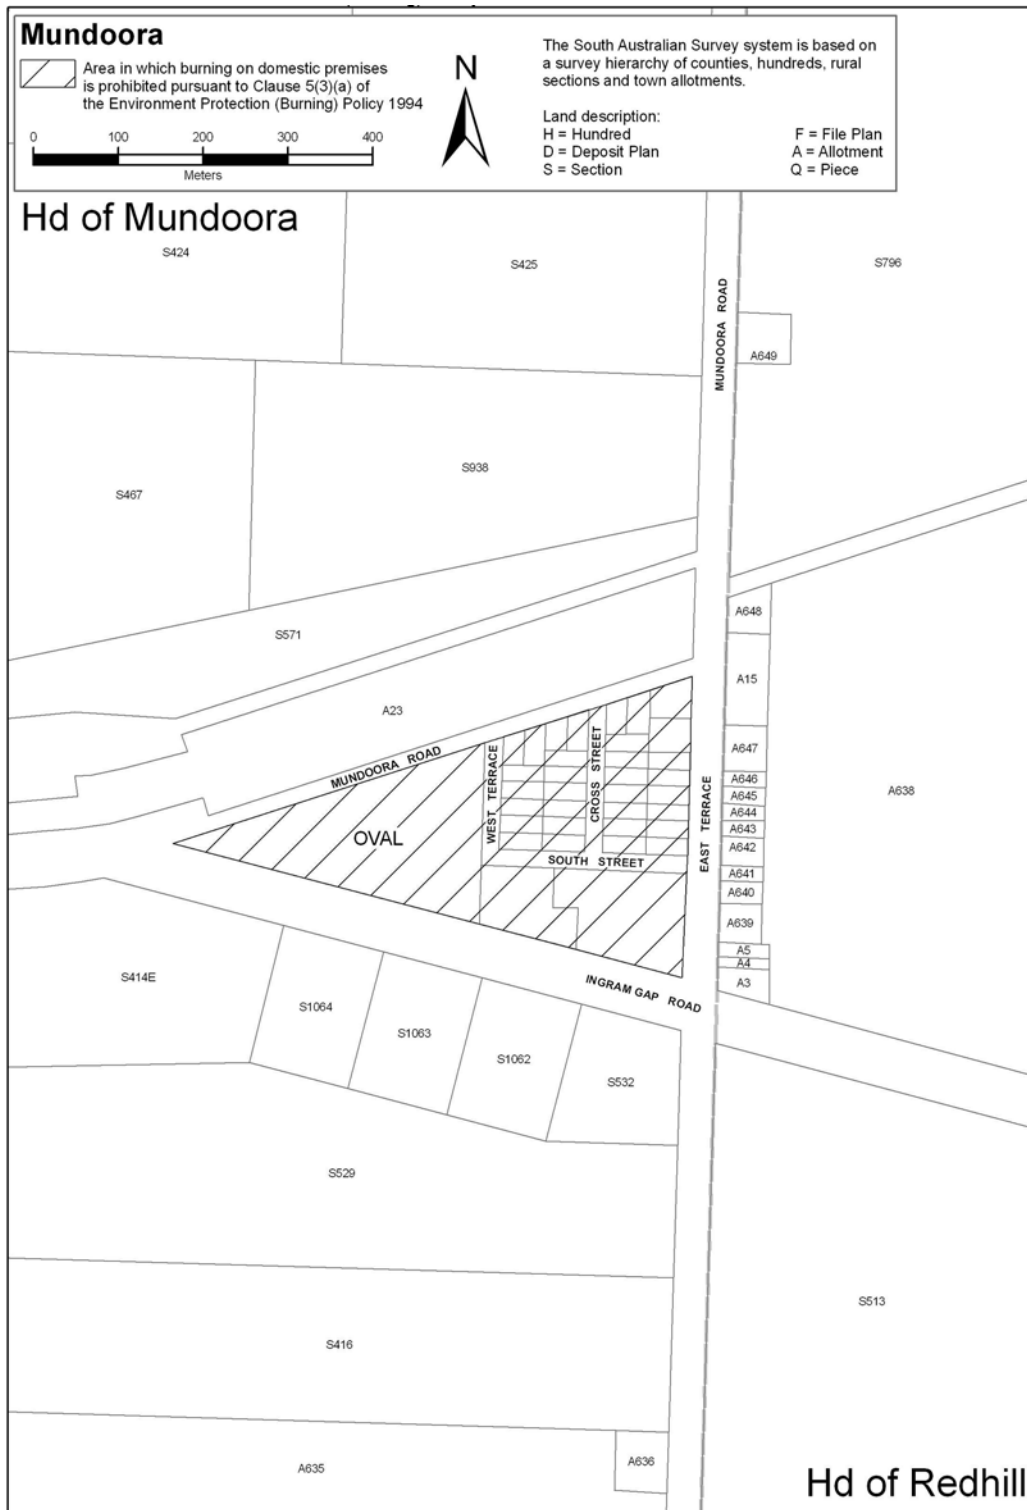 Mundoora
Area in which burning on domestic premises
is prohibited pursuant to Clause 5(3)(a) of
the Environment Protection (Burning) Policy 1994
0 100 200 300 400
Meters
N
The South Australian Survey system is based on
a survey hierarchy of counties, hundreds, rural
sections and town allotments.
Land description:
H = Hundred F = File Plan
D = Deposit Plan A = Allotment
S = Section Q = Piece
Hd of Mundoora
S424
S425
S796
MUNDOORA ROAD
A649
S938
S467
A648
S571
A15
A23
A647
MUNDOORA ROAD
WEST TERRACE
CROSS STREET
EAST TERRACE
A646
A645
A638
A644
A643
OVAL
A642
SOUTH STREET
A641
A640
A639
A5
A4
A3
S414E
INGRAM GAP ROAD
S1064
S1063
S1062
S532
S529
S513
S416
A636
A635
Hd of Redhill